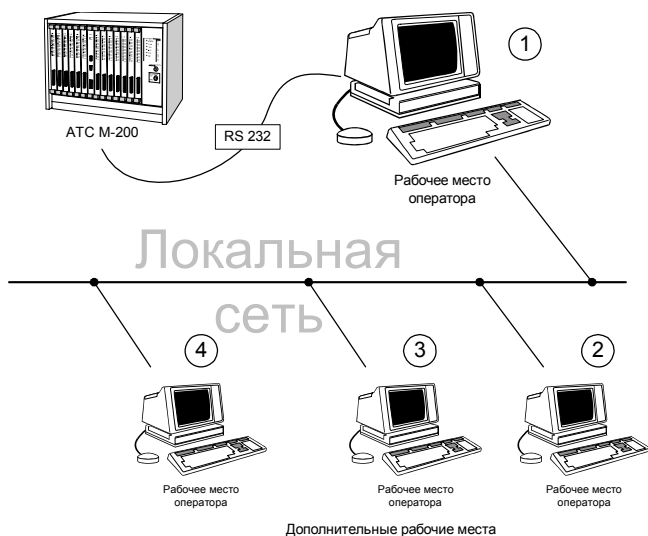 1
АТС М-200
RS 232
Рабочее место
оператора
Локальная
сеть
4
3
2
Рабочее место
оператора
Рабочее место
оператора
Рабочее место
оператора
Дополнительные рабочие места